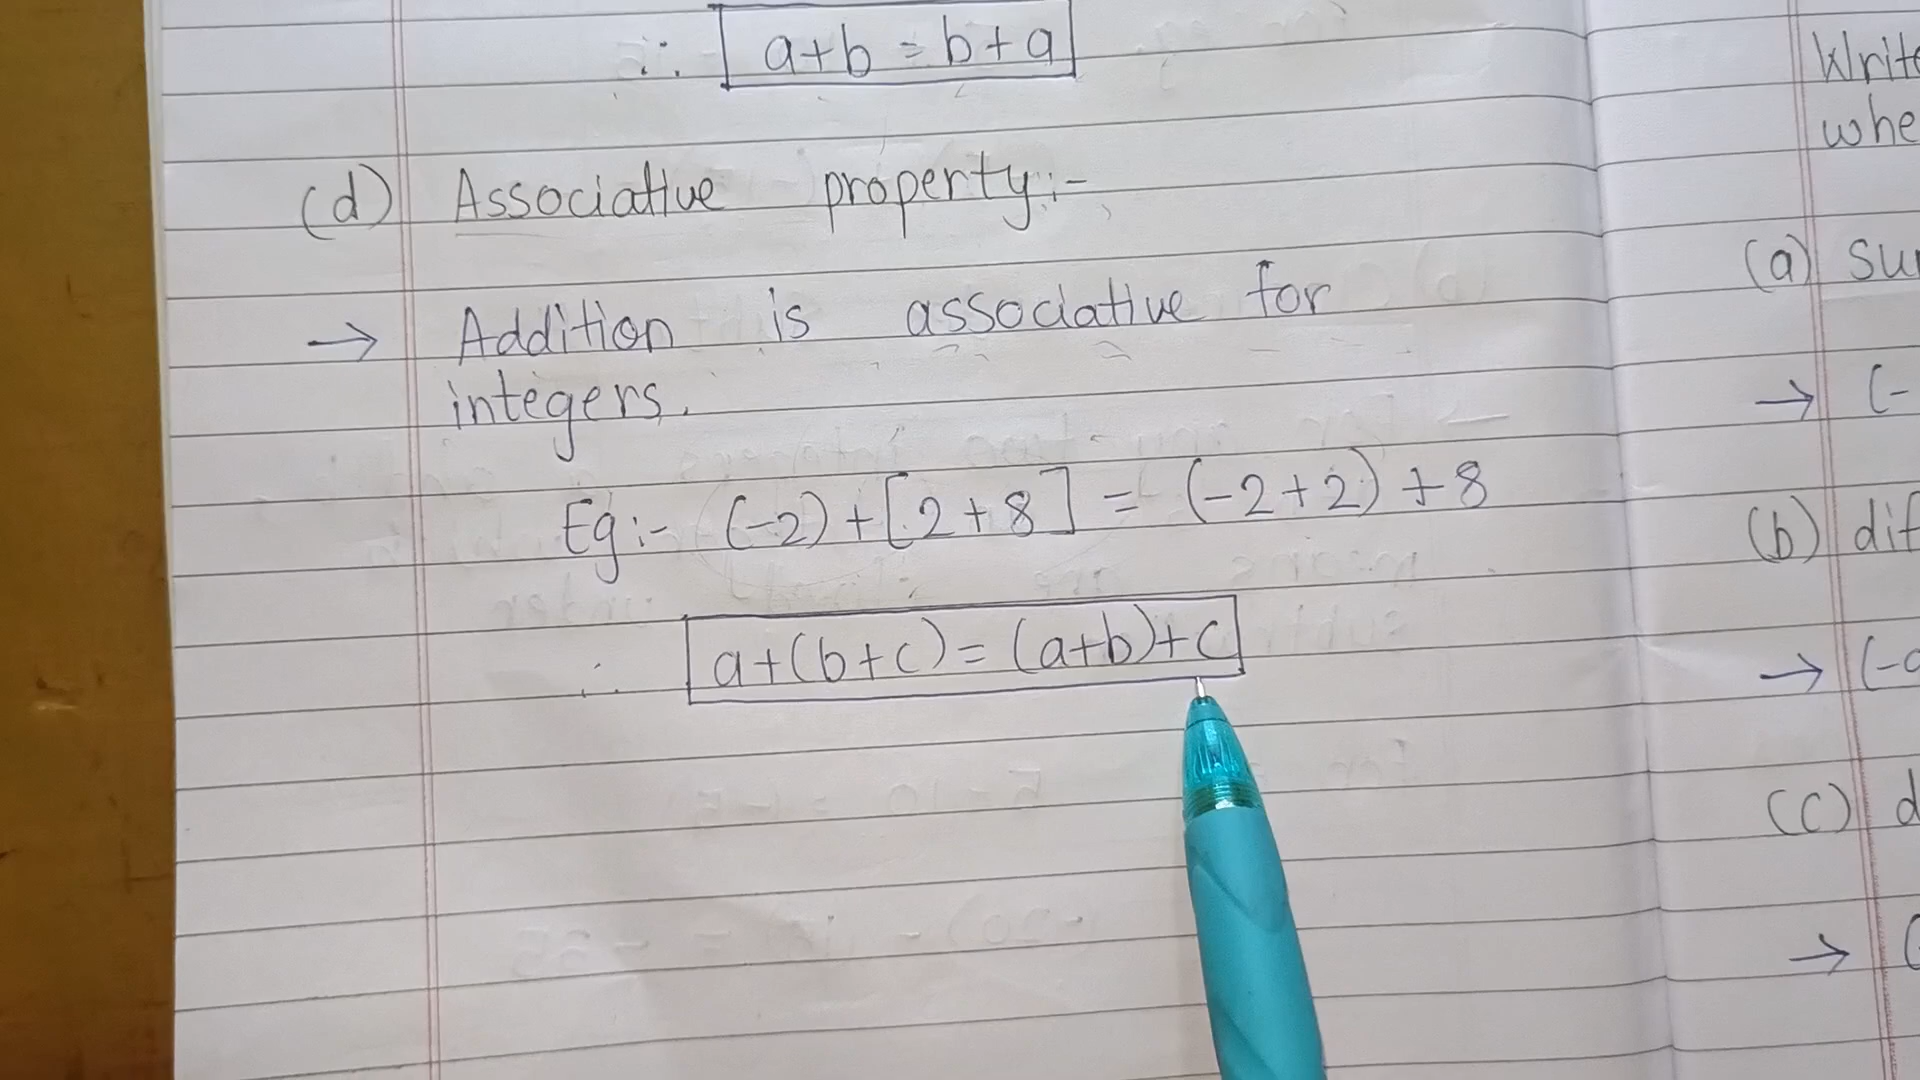 ∴ a+b = b+a
(d) Associative property:-
→ Addition is associative for
integers.
Eg:- (-2)+[2+8] = (-2+2)+8
∴ a+(b+c) = (a+b)+c
Write
whe
(a) su
→ (-
(b) dif
→ (-
(c) d
→ (